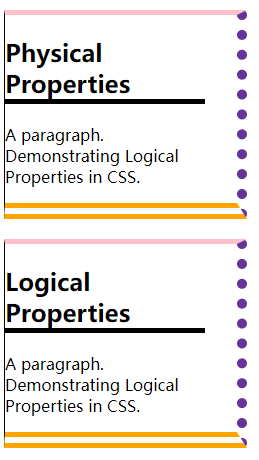 Physical
Properties
A paragraph.
Demonstrating Logical
Properties in CSS.
Logical
Properties
A paragraph.
Demonstrating Logical
Properties in CSS.